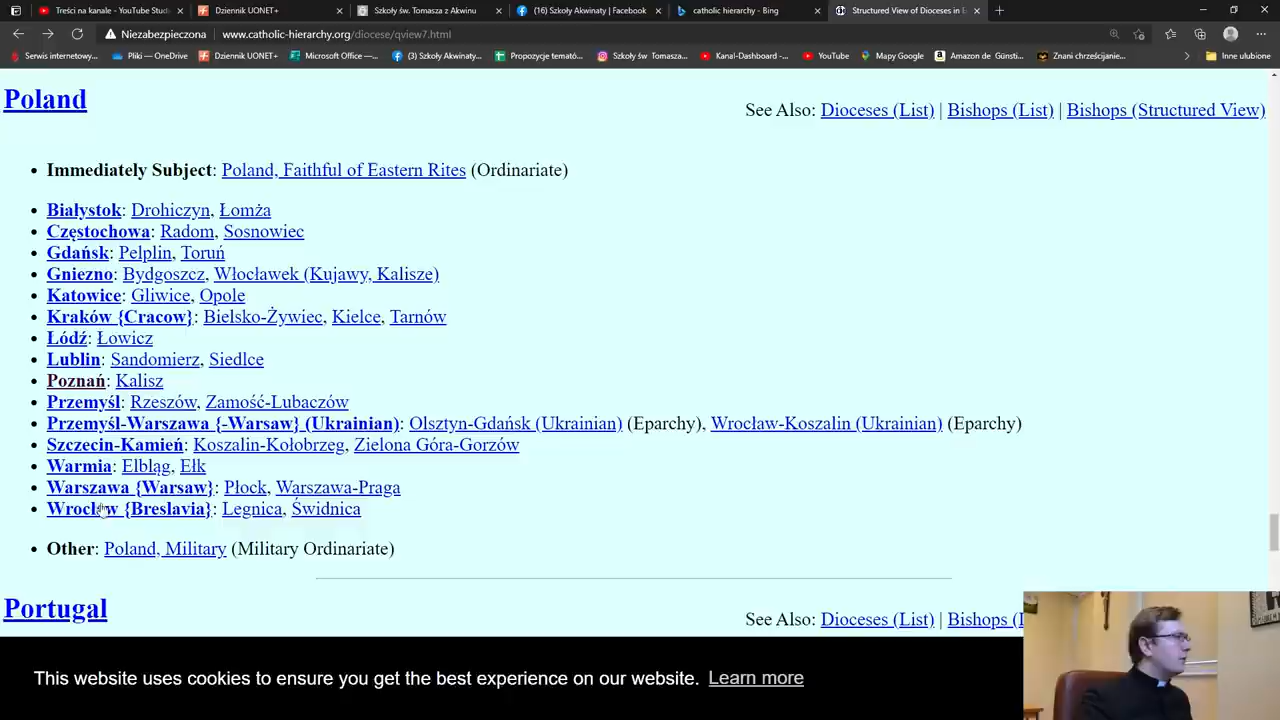 Poleci na kanale - YouTube Studi
Dziennik UONET+
Szkoły św. Tomasza z Akwinu
(16) Szkoły Akwinaty | Facebook
catholic hierarchy - Bing
Structured View of Dioceses in E
Niezabezpieczona
www.catholic-hierarchy.org/diocese/qview7.html
Serwis internetowy...
Pliki — OneDrive
Dziennik UONET+
Microsoft Office —...
(3) Szkoły Akwinaty...
Propozycje temató...
Szkoły św Tomasza...
Kanal-Dashboard -...
YouTube
Mapy Google
Amazon de Günsti...
Znani chrześcijanie...
Inne ulubione
Poland
See Also: Dioceses (List) | Bishops (List) | Bishops (Structured View)
• Immediately Subject: Poland, Faithful of Eastern Rites (Ordinariate)
• Białystok: Drohiczyn, Łomża
• Częstochowa: Radom, Sosnowiec
• Gdańsk: Pelplin, Toruń
• Gniezno: Bydgoszcz, Włocławek (Kujawy, Kalisze)
• Katowice: Gliwice, Opole
• Kraków {Cracow}: Bielsko-Żywiec, Kielce, Tarnów
• Łódź: Łowicz
• Lublin: Sandomierz, Siedlce
• Poznań: Kalisz
• Przemyśl: Rzeszów, Zamość-Lubaczów
• Przemyśl-Warszawa {-Warsaw} (Ukrainian): Olsztyn-Gdańsk (Ukrainian) (Eparchy), Wrocław-Koszalin (Ukrainian) (Eparchy)
• Szczecin-Kamień: Koszalin-Kołobrzeg, Zielona Góra-Gorzów
• Warmia: Elbląg, Ełk
• Warszawa {Warsaw}: Płock, Warszawa-Praga
• Wrocław {Breslavia}: Legnica, Świdnica
• Other: Poland, Military (Military Ordinariate)
Portugal
See Also: Dioceses (List) | Bishops (
This website uses cookies to ensure you get the best experience on our website. Learn more